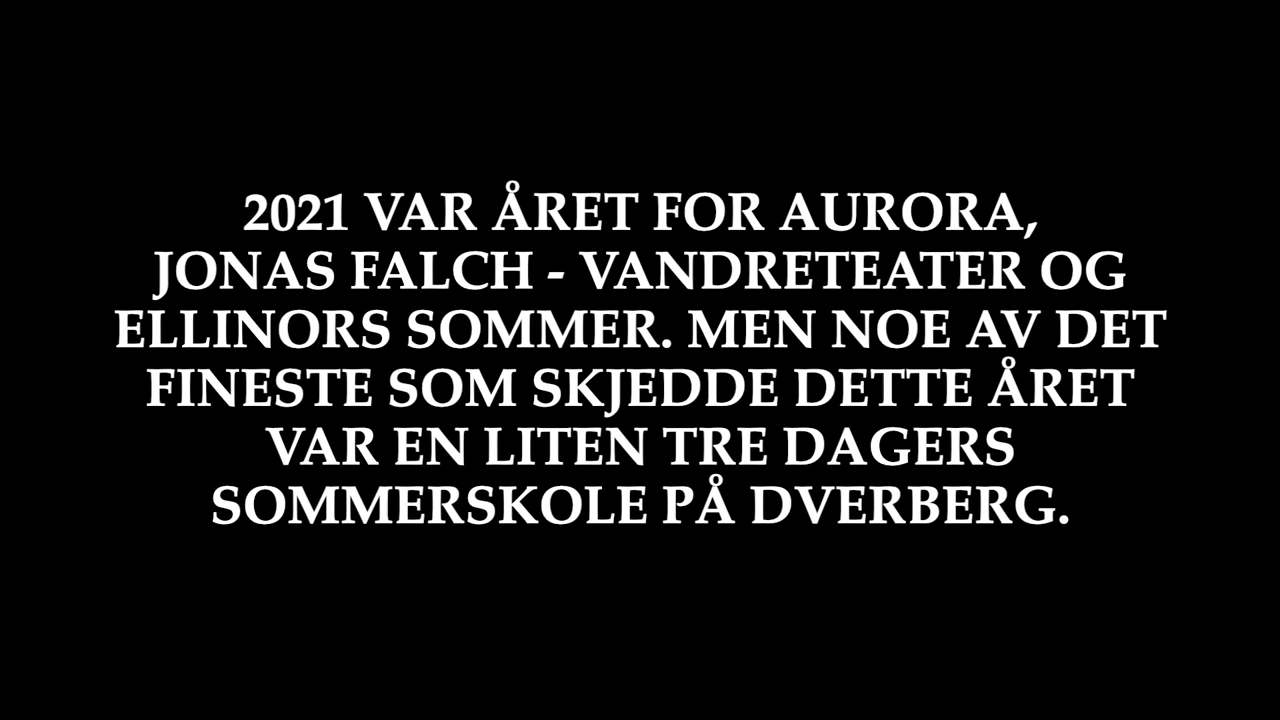 2021 VAR ÅRET FOR AURORA,
JONAS FALCH - VANDRETEATER OG
ELLINORS SOMMER. MEN NOE AV DET
FINESTE SOM SKJEDDE DETTE ÅRET
VAR EN LITEN TRE DAGERS
SOMMERSKOLE PÅ DVERBERG.